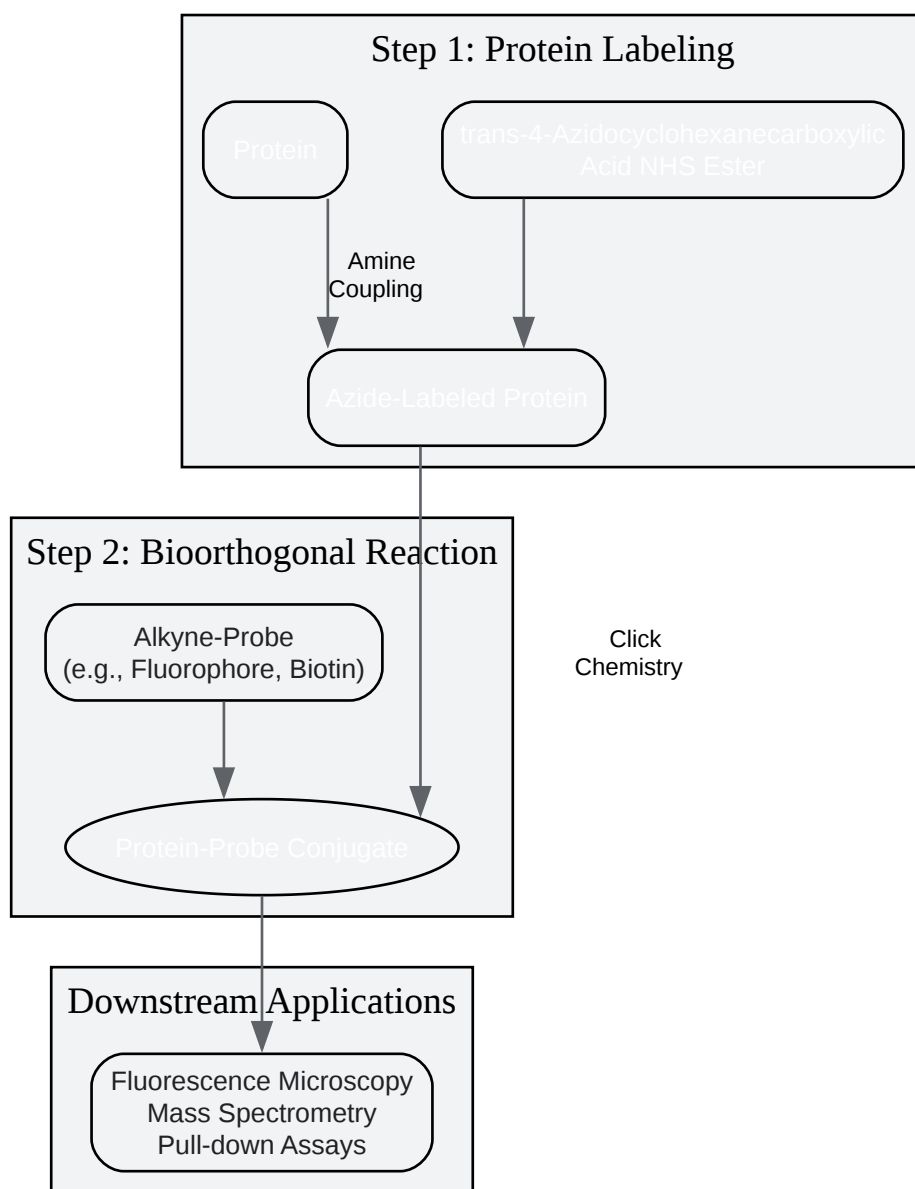 Step 1: Protein Labeling
Protein
trans-4-Azidocyclohexanecarboxylic
Acid NHS Ester
Amine
Coupling
Azide-Labeled Protein
Step 2: Bioorthogonal Reaction
Alkyne-Probe
(e.g., Fluorophore, Biotin)
Click
Chemistry
Protein-Probe Conjugate
Downstream Applications
Fluorescence Microscopy
Mass Spectrometry
Pull-down Assays